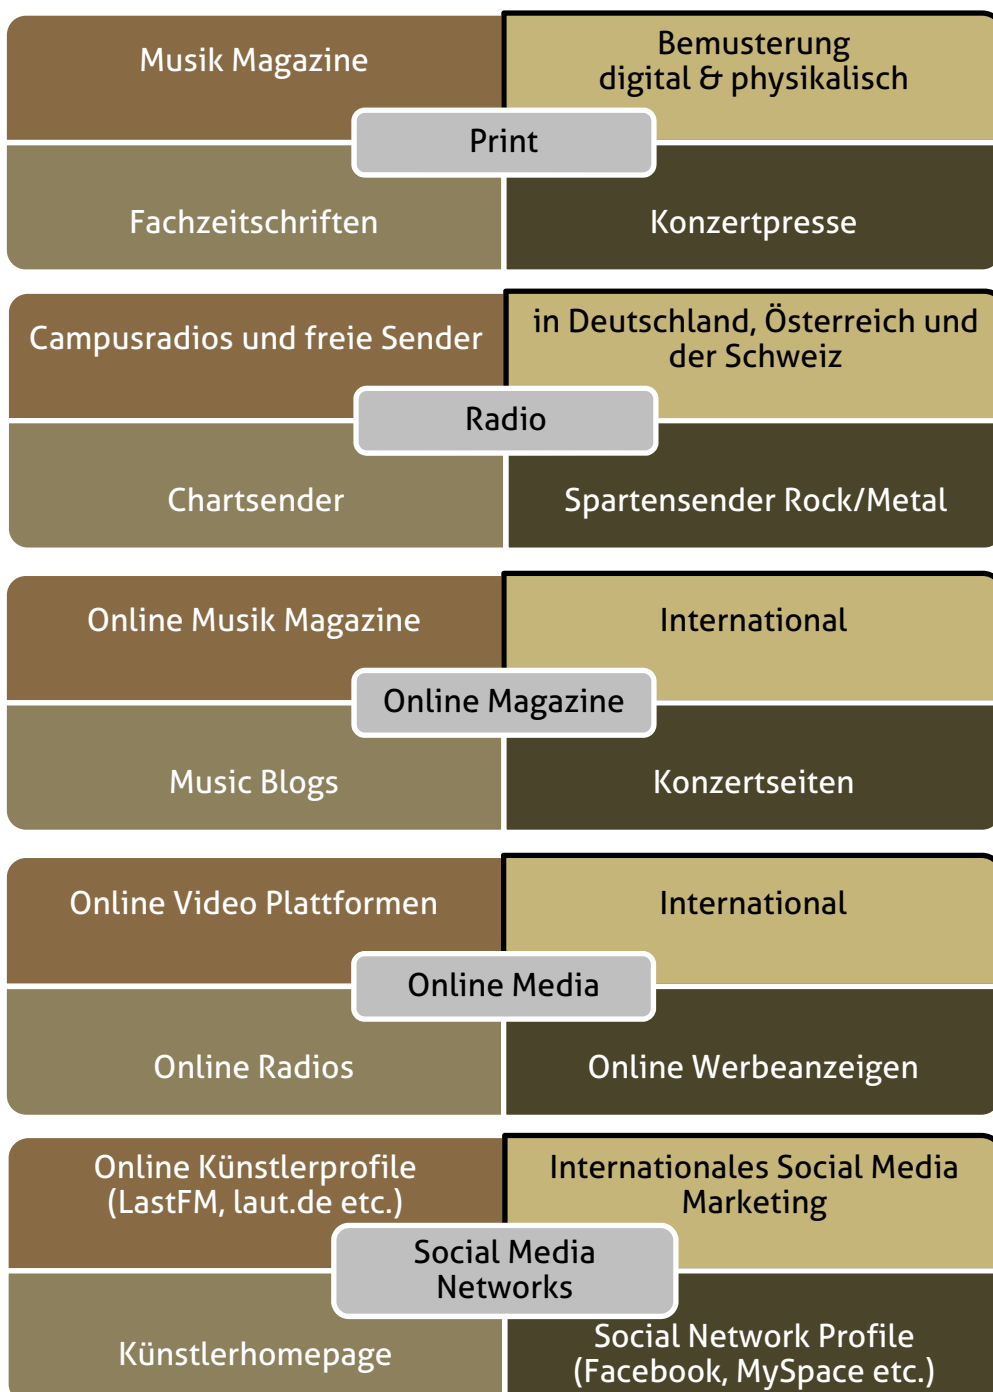 Musik Magazine
Bemusterung
digital & physikalisch
Print
Fachzeitschriften
Konzertpresse
Campusradios und freie Sender
in Deutschland, Österreich und
der Schweiz
Radio
Chartsender
Spartensender Rock/Metal
Online Musik Magazine
International
Online Magazine
Music Blogs
Konzertseiten
Online Video Plattformen
International
Online Media
Online Radios
Online Werbeanzeigen
Online Künstlerprofile
(LastFM, laut.de etc.)
Internationales Social Media
Marketing
Social Media
Networks
Künstlerhomepage
Social Network Profile
(Facebook, MySpace etc.)